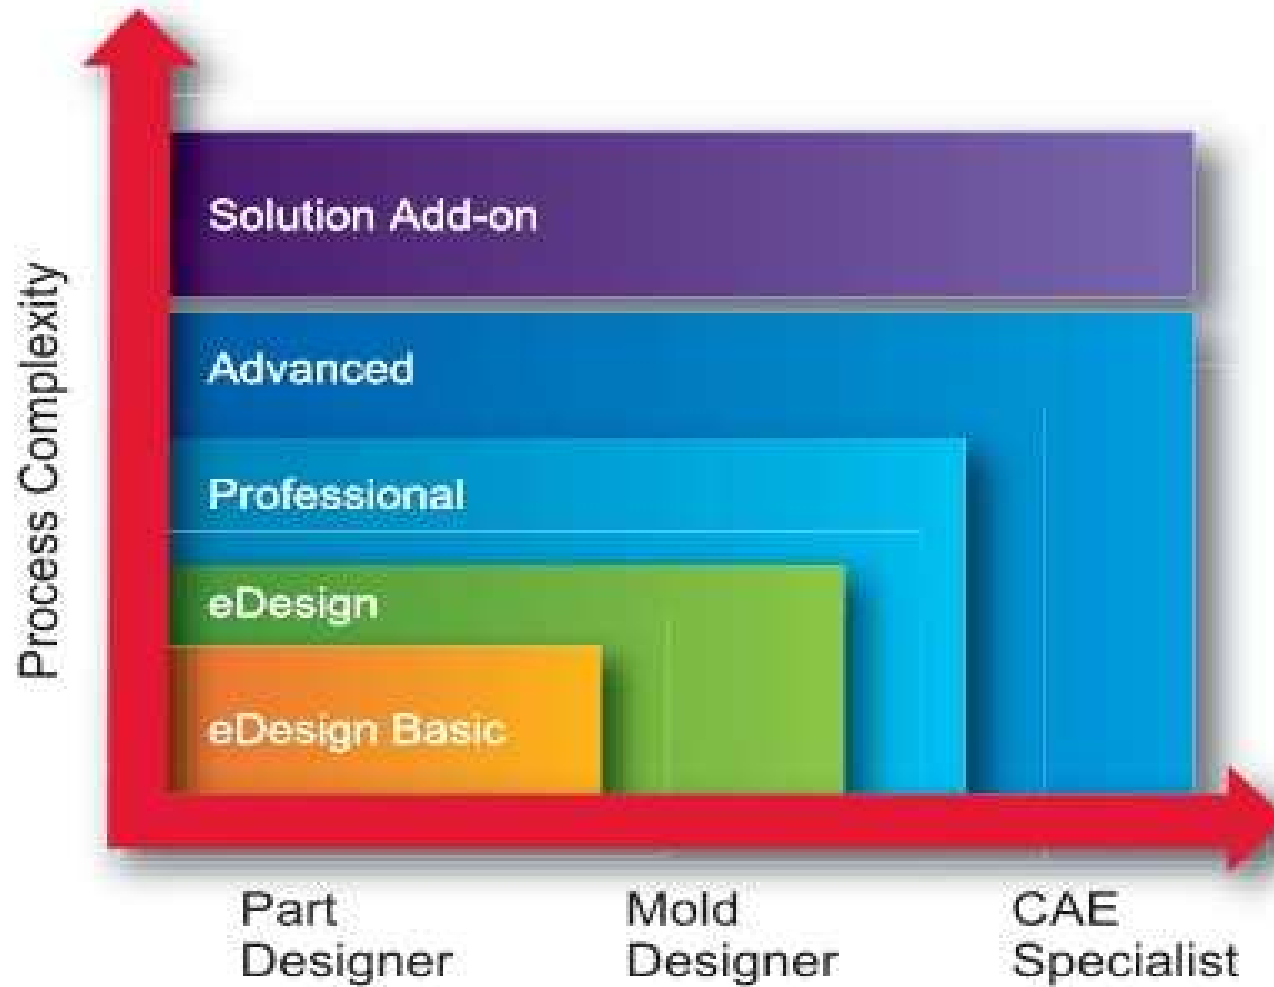 Process Complexity
Solution Add-on
Advanced
Professional
eDesign
eDesign Basic
Part
Designer
Mold
Designer
CAE
Specialist